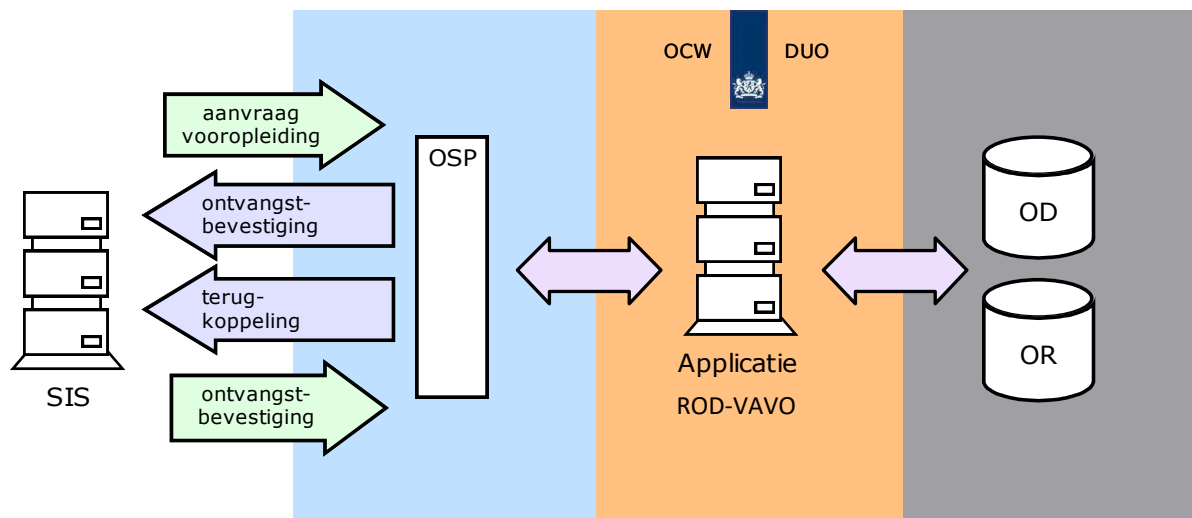 OCW
DUO
aanvraag
vooropleiding
OSP
ontvangst-
bevestiging
OD
terug-
koppeling
OR
Applicatie
ROD-VAVO
SIS
ontvangst-
bevestiging